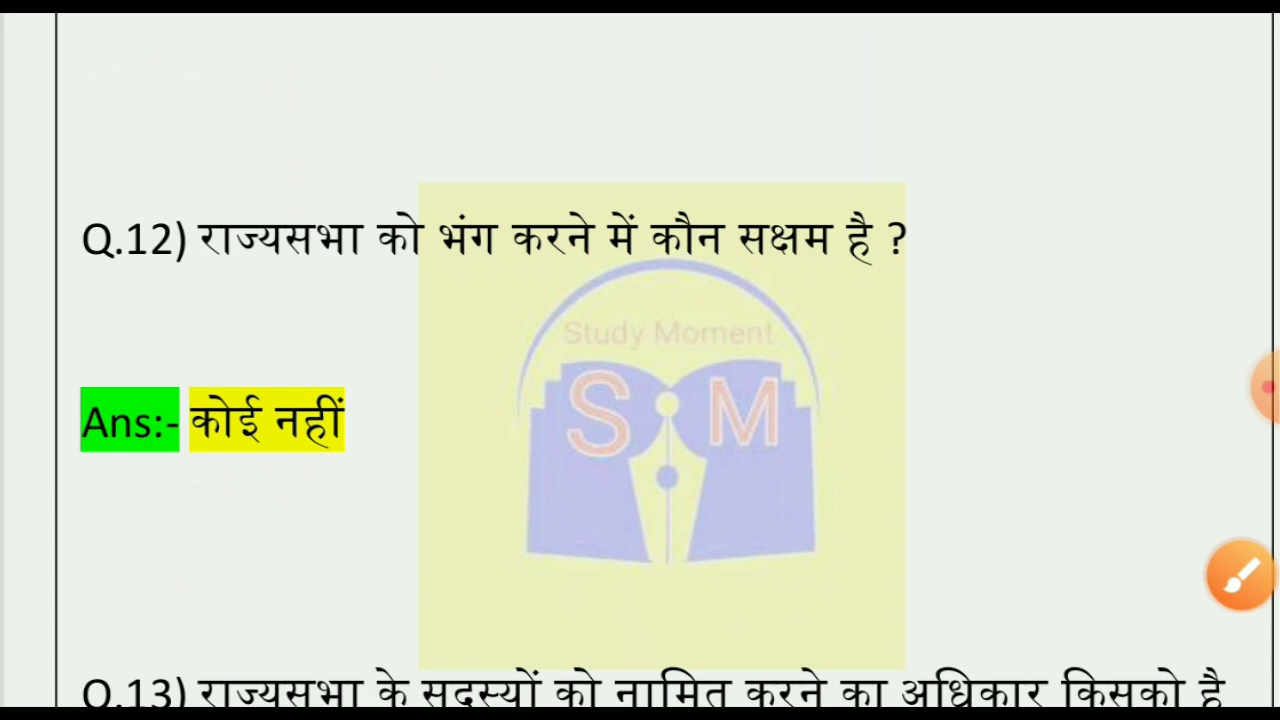 Q.12) राज्यसभा को भंग करने में कौन सक्षम है ?
Study Moment
S M
Ans:- कोई नहीं
Q.13) राज्यसभा के सदस्यों को नामित करने का अधिकार किसको है